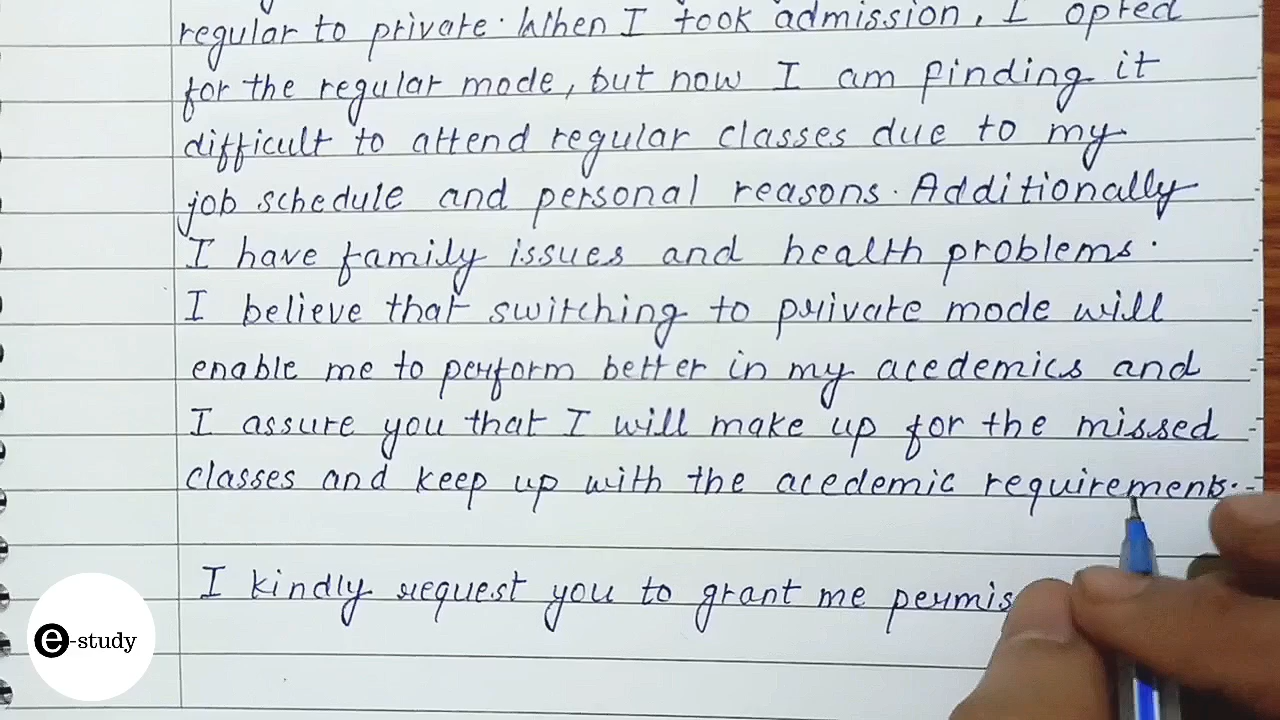 regular to private. When I took admission, I opted
for the regular mode, but now I am finding it
difficult to attend regular classes due to my
job schedule and personal reasons. Additionally
I have family issues and health problems.
I believe that switching to private mode will
enable me to perform better in my acedemics and
I assure you that I will make up for the missed
classes and keep up with the acedemic requirements.
I kindly request you to grant me permis
e-study